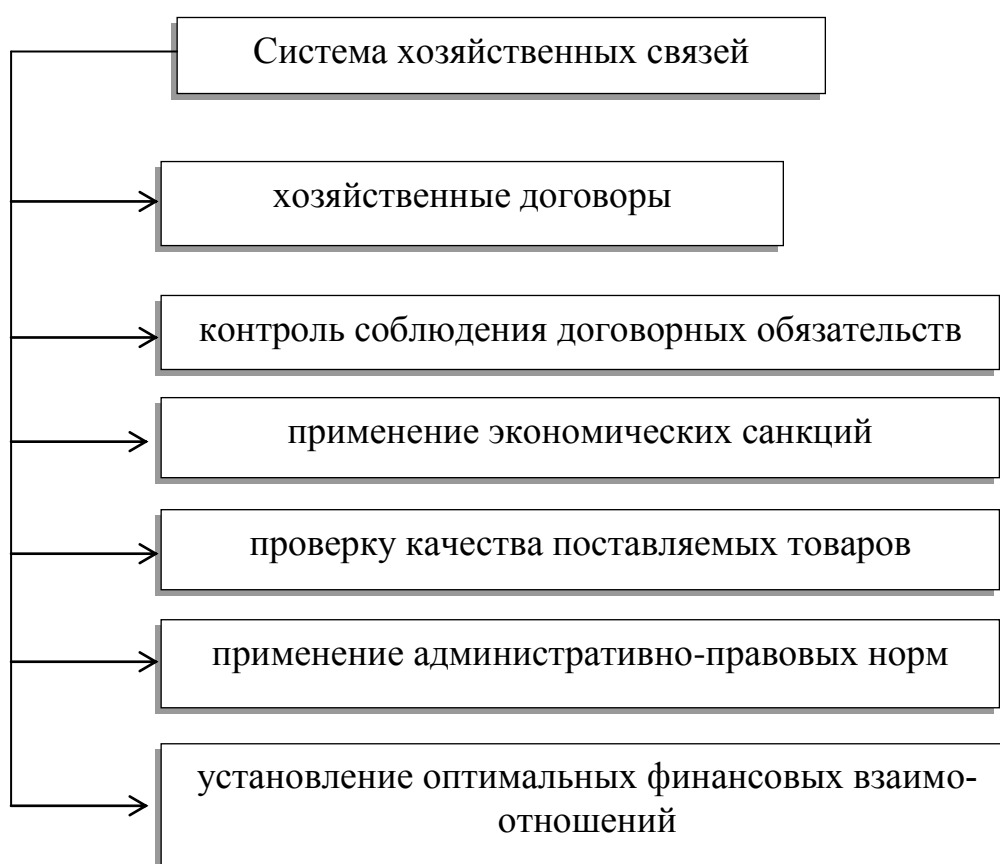 Система хозяйственных связей
хозяйственные договоры
контроль соблюдения договорных обязательств
применение экономических санкций
проверку качества поставляемых товаров
применение административно-правовых норм
установление оптимальных финансовых взаимо-
отношений